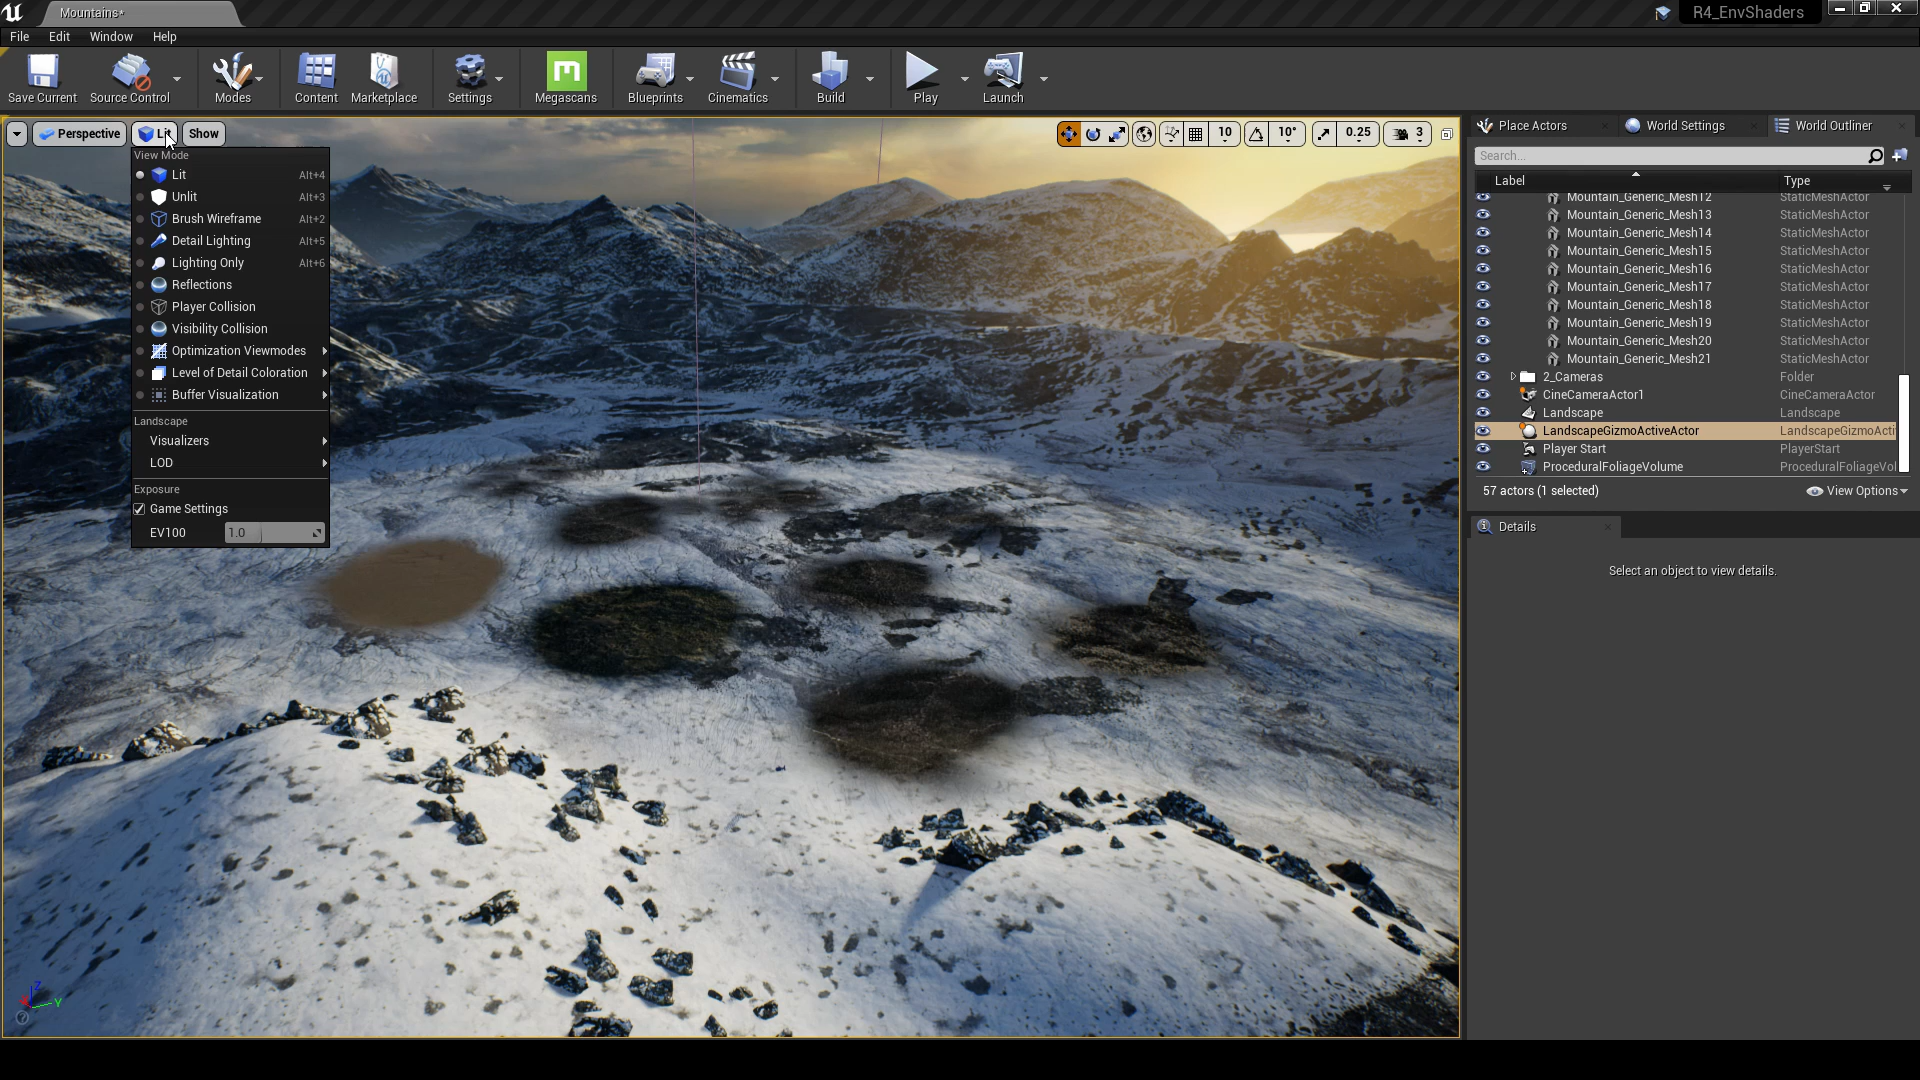 Mountains*
R4_EnvShaders
File Edit Window Help
Save Current Source Control Modes Content Marketplace Settings Megascans Blueprints Cinematics Build Play Launch
Perspective Lit Show
10 10° 0.25 3
View Mode
Lit Alt+4
Unlit Alt+3
Brush Wireframe Alt+2
Detail Lighting Alt+5
Lighting Only Alt+6
Reflections
Player Collision
Visibility Collision
Optimization Viewmodes
Level of Detail Coloration
Buffer Visualization
Landscape
Visualizers
LOD
Exposure
Game Settings
EV100 1.0
Z
X Y
Place Actors World Settings World Outliner
Search...
Label Type
Mountain_Generic_Mesh12 StaticMeshActor
Mountain_Generic_Mesh13 StaticMeshActor
Mountain_Generic_Mesh14 StaticMeshActor
Mountain_Generic_Mesh15 StaticMeshActor
Mountain_Generic_Mesh16 StaticMeshActor
Mountain_Generic_Mesh17 StaticMeshActor
Mountain_Generic_Mesh18 StaticMeshActor
Mountain_Generic_Mesh19 StaticMeshActor
Mountain_Generic_Mesh20 StaticMeshActor
Mountain_Generic_Mesh21 StaticMeshActor
2_Cameras Folder
CineCameraActor1 CineCameraActor
Landscape Landscape
LandscapeGizmoActiveActor LandscapeGizmoActi
Player Start PlayerStart
ProceduralFoliageVolume ProceduralFoliageVol
57 actors (1 selected) View Options
Details
Select an object to view details.